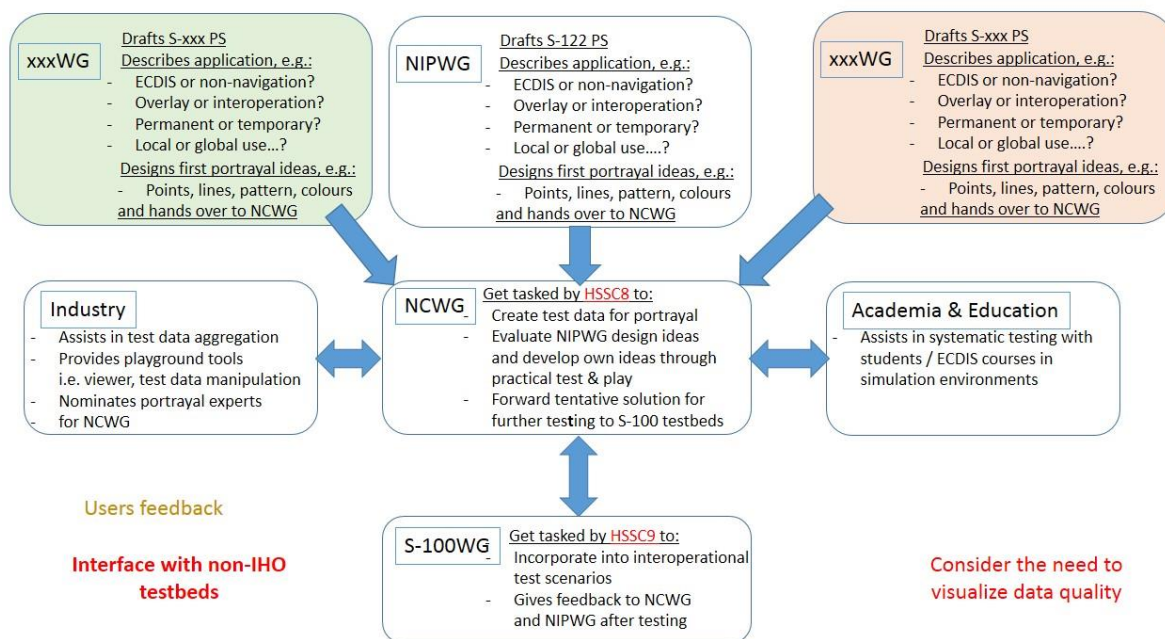 xxxWG
Drafts S-xxx PS
Describes application, e.g.:
- ECDIS or non-navigation?
- Overlay or interoperation?
- Permanent or temporary?
- Local or global use...?
Designs first portrayal ideas, e.g.:
- Points, lines, pattern, colours
and hands over to NCWG
NIPWG
Drafts S-122 PS
Describes application, e.g.:
- ECDIS or non-navigation?
- Overlay or interoperation?
- Permanent or temporary?
- Local or global use....?
Designs first portrayal ideas, e.g.:
- Points, lines, pattern, colours
and hands over to NCWG
xxxWG
Drafts S-xxx PS
Describes application, e.g.:
- ECDIS or non-navigation?
- Overlay or interoperation?
- Permanent or temporary?
- Local or global use...?
Designs first portrayal ideas, e.g.:
- Points, lines, pattern, colours
and hands over to NCWG
Industry
- Assists in test data aggregation
- Provides playground tools
i.e. viewer, test data manipulation
- Nominates portrayal experts
- for NCWG
NCWG
Get tasked by HSSC8 to:
- Create test data for portrayal
- Evaluate NIPWG design ideas
and develop own ideas through
practical test & play
- Forward tentative solution for
further testing to S-100 testbeds
Academia & Education
- Assists in systematic testing with
students / ECDIS courses in
simulation environments
Users feedback
Interface with non-IHO
testbeds
S-100WG
Get tasked by HSSC9 to:
- Incorporate into interoperational
test scenarios
- Gives feedback to NCWG
and NIPWG after testing
Consider the need to
visualize data quality